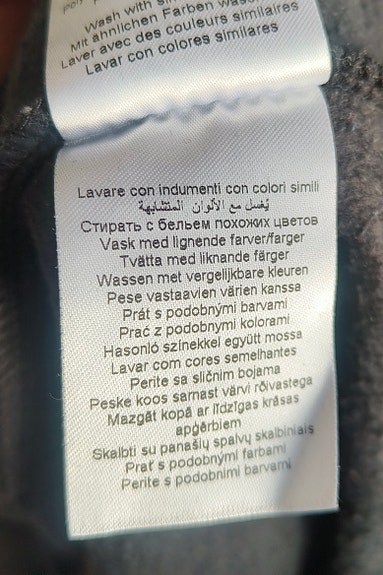 Wash with
Mit ähnlichen Farben
Laver avec des couleurs similaires
Lavar con colores similares
Lavare con indumenti con colori simili
يُغسل مع الألوان المتشابهة
Стирать с бельем похожих цветов
Vask med lignende farver/farger
Tvätta med liknande färger
Wassen met vergelijkbare kleuren
Pese vastaavien värien kanssa
Prát s podobnými barvami
Prać z podobnymi kolorami
Hasonió színekkel együtt mossa
Lavar com cores semelhantes
Perite sa sličnim bojama
Peske koos sarnast värvi rõivastega
Mazgāt kopā ar līdzīgas krāsas
apģērbiem
Skalbti su panašių spalvų skalbiniais
Prať s podobnými farbami
Perite s podobnimi barvami